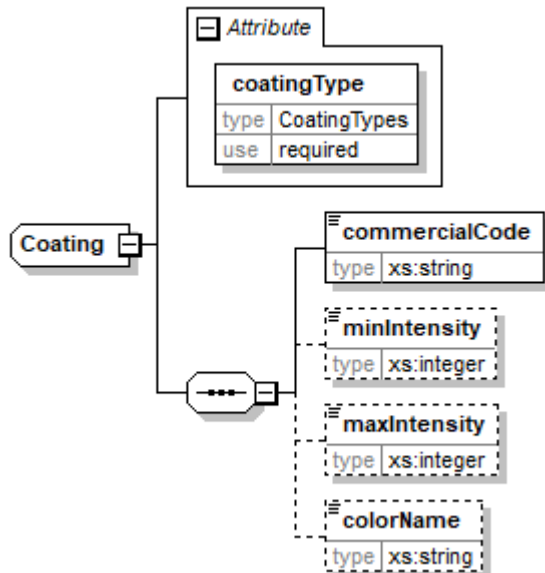 Attribute
coatingType
type CoatingTypes
use required
Coating
commercialCode
type xs:string
minIntensity
type xs:integer
maxIntensity
type xs:integer
colorName
type xs:string